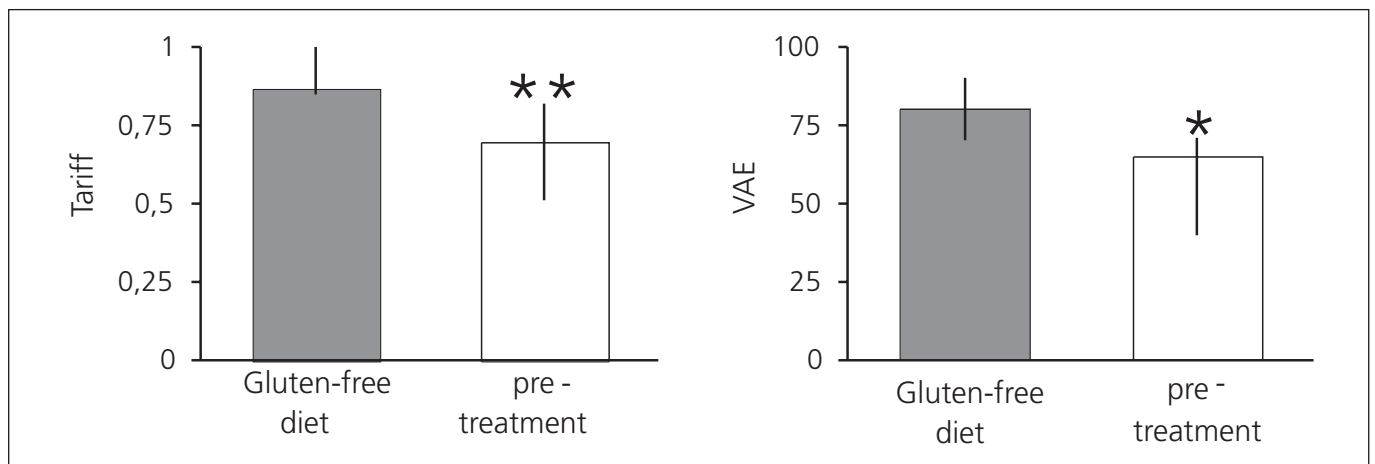 1
0,75
0,5
0,25
0
Tariff
**
Gluten-free
diet
pre -
treatment
100
75
50
25
0
VAE
*
Gluten-free
diet
pre -
treatment